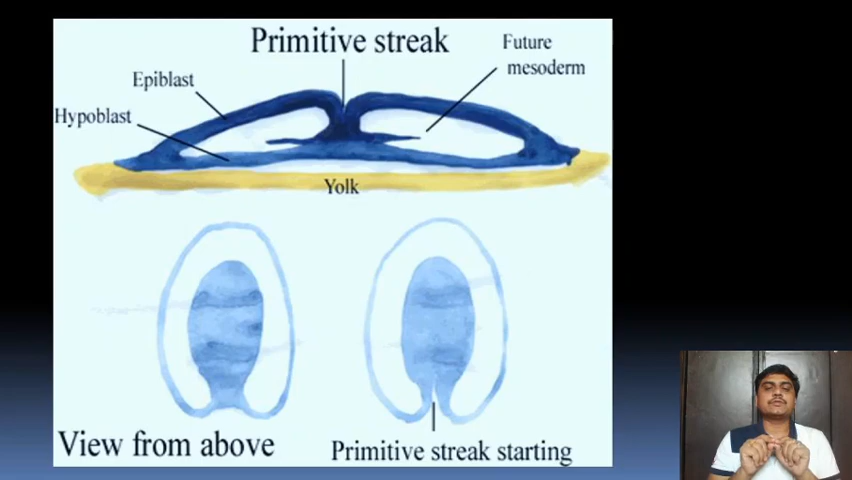 Primitive streak
Future
mesoderm
Epiblast
Hypoblast
Yolk
View from above
Primitive streak starting